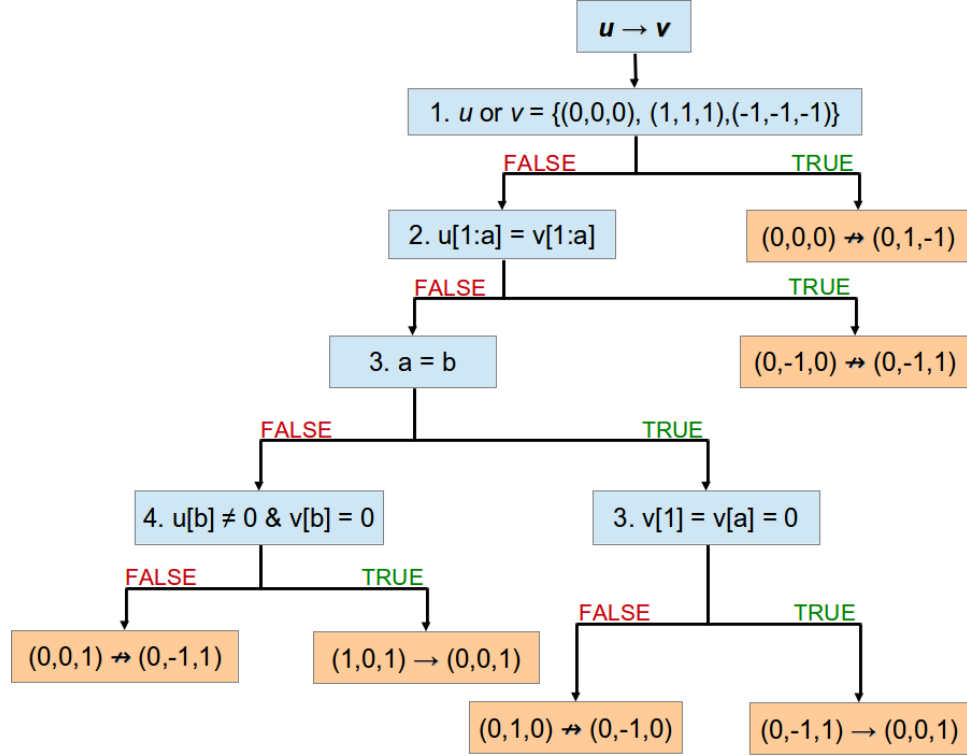 u → v
1. u or v = {(0,0,0), (1,1,1),(-1,-1,-1)}
FALSE
TRUE
2. u[1:a] = v[1:a]
(0,0,0) ↛ (0,1,-1)
FALSE
TRUE
3. a = b
(0,-1,0) ↛ (0,-1,1)
FALSE
TRUE
4. u[b] ≠ 0 & v[b] = 0
3. v[1] = v[a] = 0
FALSE
TRUE
FALSE
TRUE
(0,0,1) ↛ (0,-1,1)
(1,0,1) → (0,0,1)
(0,1,0) ↛ (0,-1,0)
(0,-1,1) → (0,0,1)